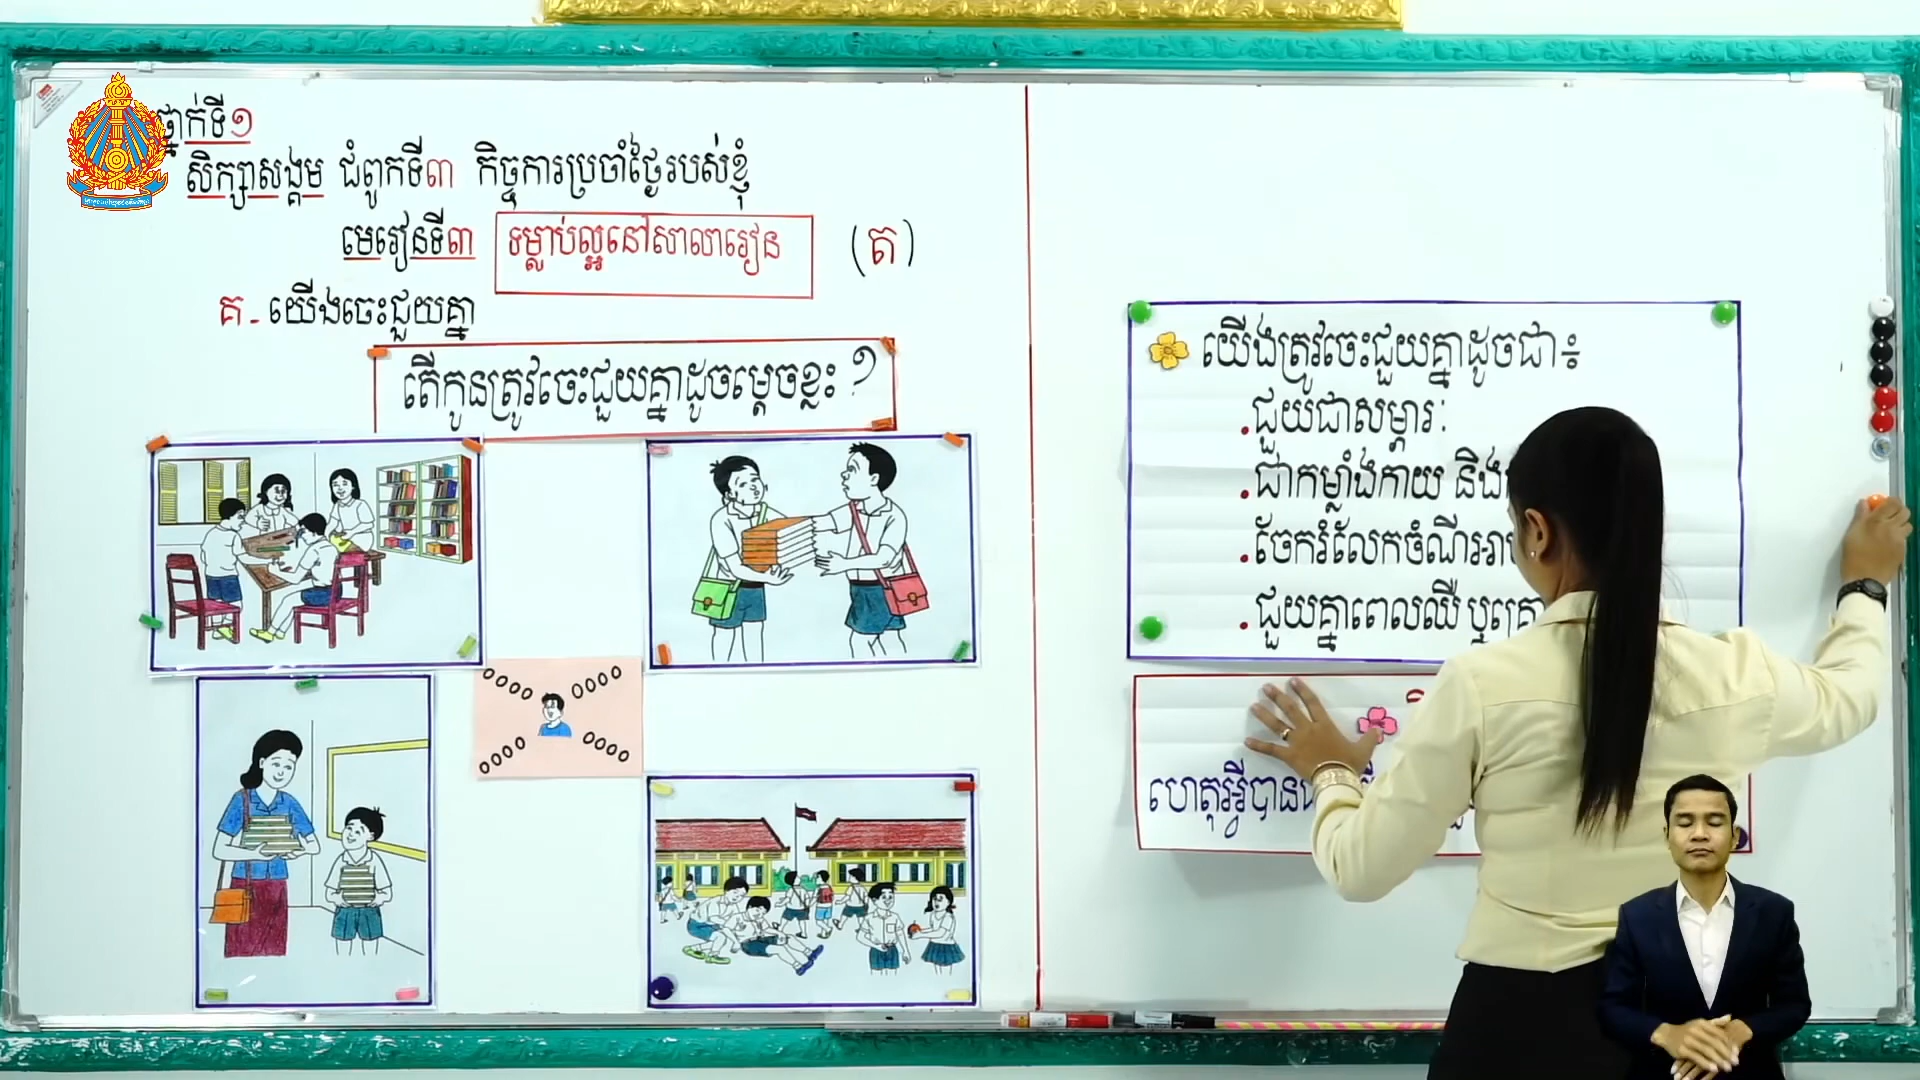 ថ្នាក់ទី១
សិក្សាសង្គម ជំពូកទី៣ កិច្ចការប្រចាំថ្ងៃរបស់ខ្ញុំ
មេរៀនទី៣ ទម្លាប់ល្អនៅសាលារៀន (ត)
គ-យើងចេះជួយគ្នា
តើកូនត្រូវចេះជួយគ្នាដូចម្ដេចខ្លះ ?
យើងត្រូវចេះជួយគ្នាដូចជា៖
.ជួយជាសម្ភារៈ
.ជាកម្លាំងកាយ និង
.ចែករំលែកចំណី
.ជួយគ្នាពេលឈឺ ឬ
ហេតុអ្វីបាន